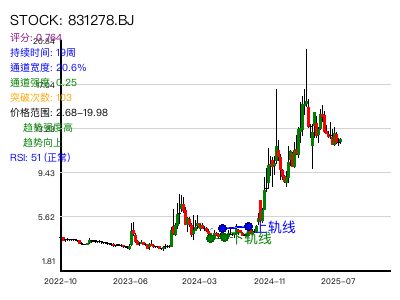 STOCK: 831278.BJ
评分: 0.764
持续时间: 19周
通道宽度: 20.6%
通道强度: 0.25
突破次数: 103
价格范围: 2.68-19.98
趋势强度高
趋势向上
RSI: 51 (正常)
9.43
5.62
1.81
上轨线
下轨线
2022-10
2023-06
2024-03
2024-11
2025-07